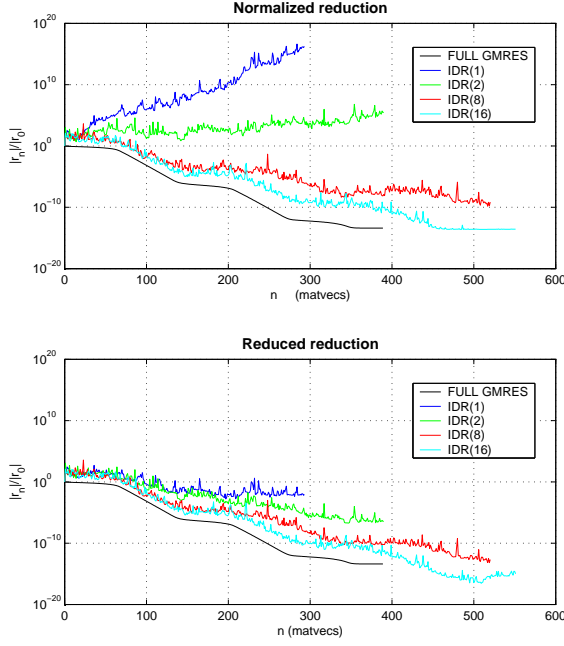 Normalized reduction
10^20
10^10
10^0
10^−10
10^−20
|r_n|/|r_0|
FULL GMRES
IDR(1)
IDR(2)
IDR(8)
IDR(16)
0 100 200 300 400 500 600
n (matvecs)
Reduced reduction
10^20
10^10
10^0
10^−10
10^−20
|r_n|/|r_0|
FULL GMRES
IDR(1)
IDR(2)
IDR(8)
IDR(16)
0 100 200 300 400 500 600
n (matvecs)